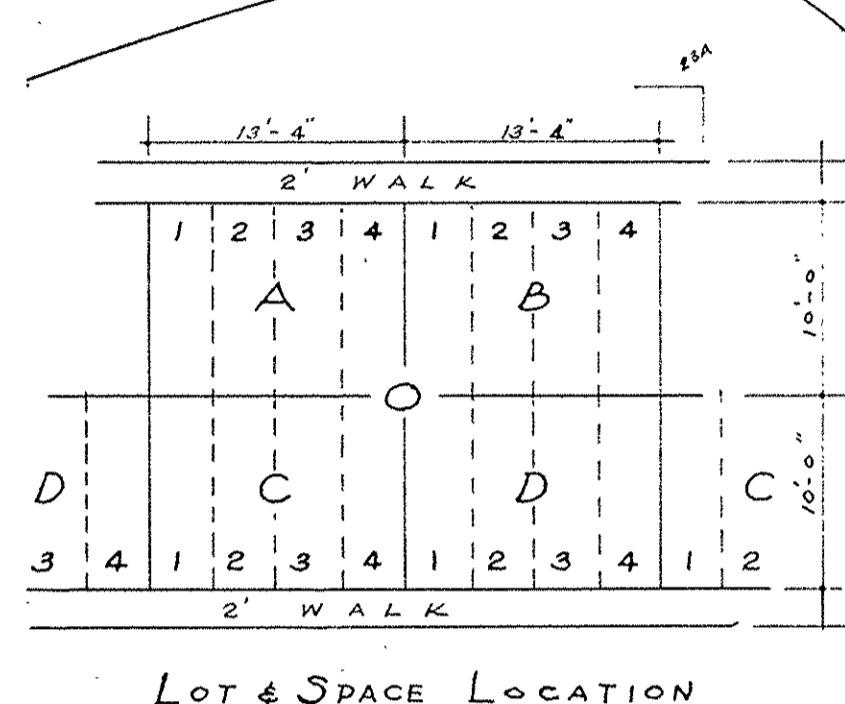 23A
13'-4" 13'-4"
2' WALK
1 2 3 4 1 2 3 4
A B
10'-0"
O
D C D C
10'-0"
3 4 1 2 3 4 1 2 3 4 1 2
2' WALK
LOT & SPACE LOCATION